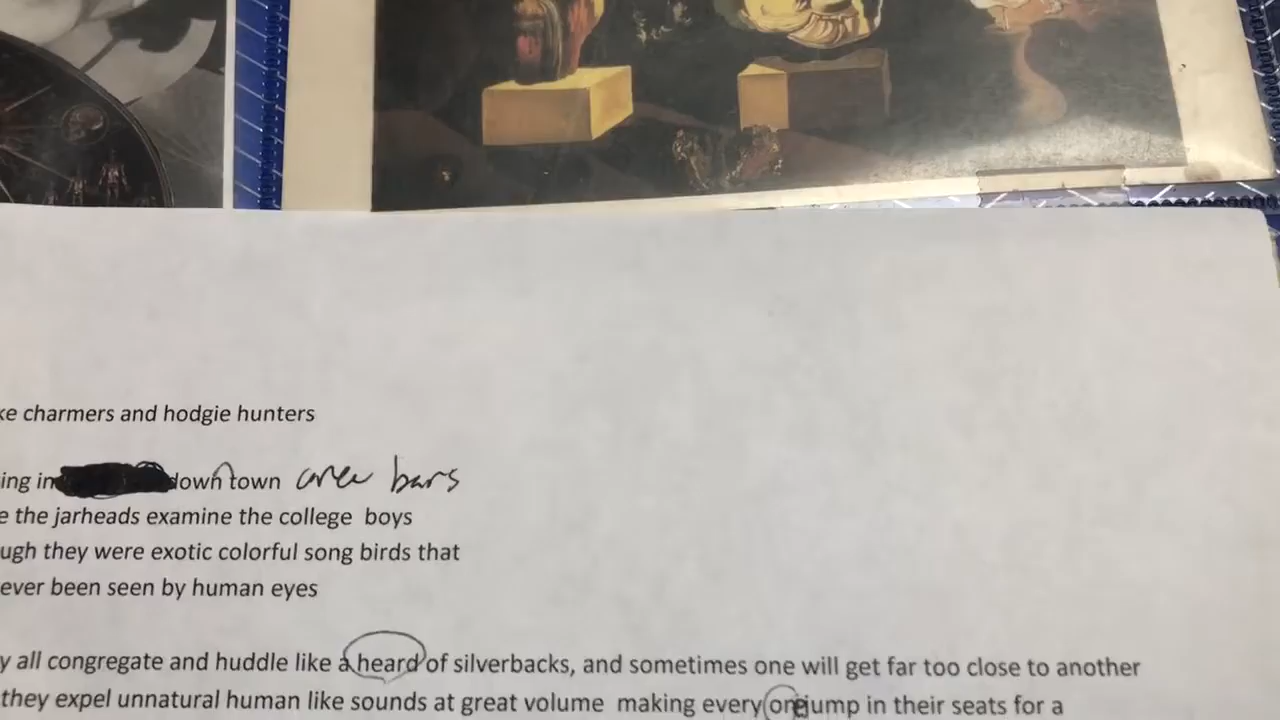 ke charmers and hodgie hunters
ing in downtown area bars
e the jarheads examine the college boys
ugh they were exotic colorful song birds that
ever been seen by human eyes
y all congregate and huddle like a heard of silverbacks, and sometimes one will get far too close to another
they expel unnatural human like sounds at great volume making every one jump in their seats for a